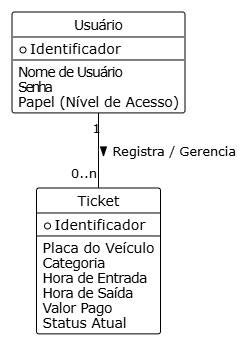 Usuário
Identificador
Nome de Usuário
Senha
Papel (Nível de Acesso)
1
Registra / Gerencia
0..n
Ticket
Identificador
Placa do Veículo
Categoria
Hora de Entrada
Hora de Saída
Valor Pago
Status Atual